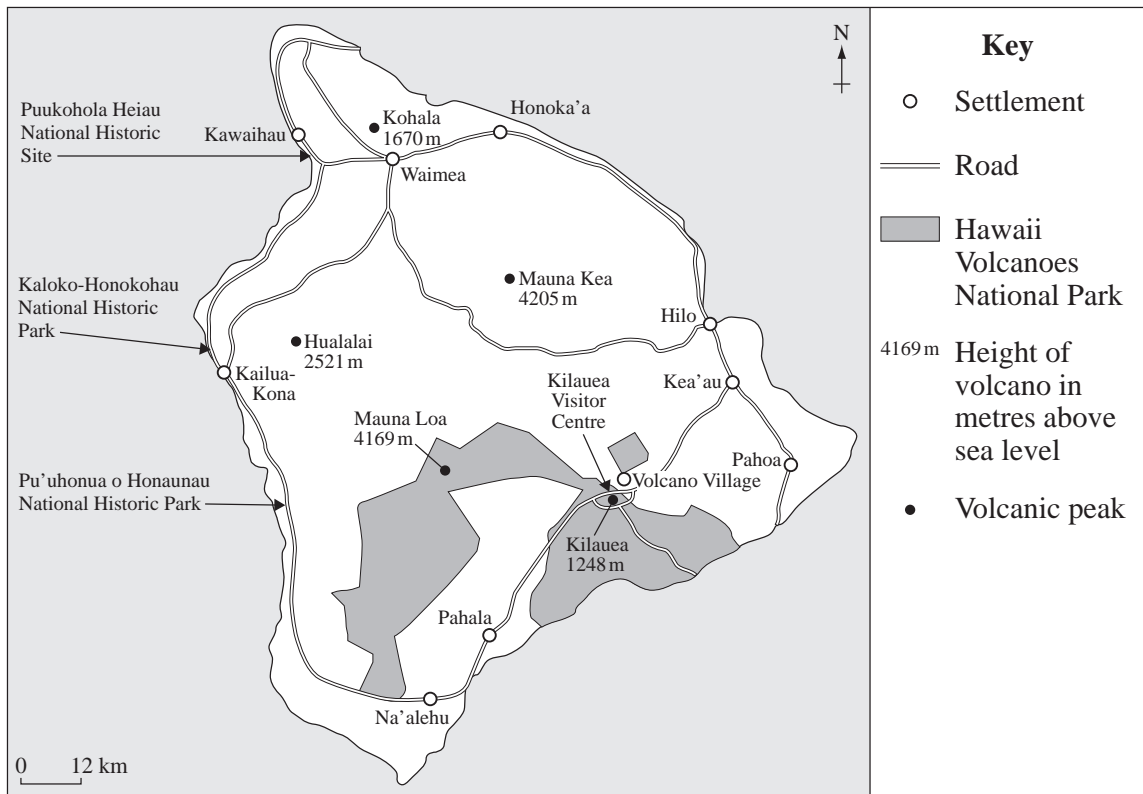 N
Puukohola Heiau
National Historic
Site
Kawaihau
Kohala
1670 m
Honoka'a
Waimea
Kaloko-Honokohau
National Historic
Park
Mauna Kea
4205 m
Hualalai
2521 m
Hilo
Kailua-
Kona
Kilauea
Visitor
Centre
Kea'au
Mauna Loa
4169 m
Pahoa
Volcano Village
Pu'uhonua o Honaunau
National Historic Park
Kilauea
1248 m
Pahala
Na'alehu
0 12 km
Key
Settlement
Road
Hawaii
Volcanoes
National Park
4169 m Height of
volcano in
metres above
sea level
Volcanic peak